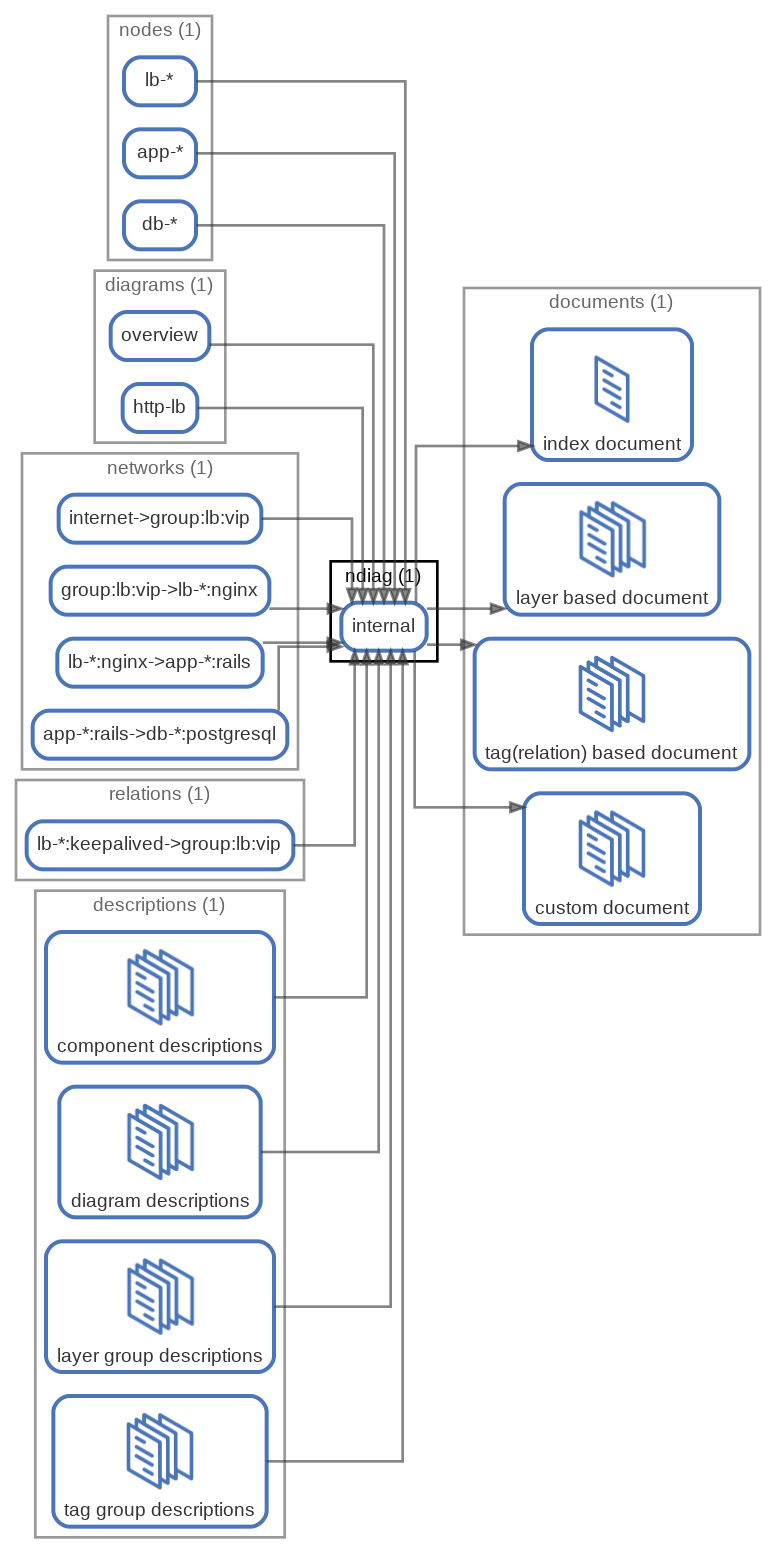 nodes (1)
lb-*
app-*
db-*
diagrams (1)
overview
http-lb
networks (1)
internet->group:lb:vip
group:lb:vip->lb-*:nginx
lb-*:nginx->app-*:rails
app-*:rails->db-*:postgresql
relations (1)
lb-*:keepalived->group:lb:vip
descriptions (1)
component descriptions
diagram descriptions
layer group descriptions
tag group descriptions
ndiag (1)
internal
documents (1)
index document
layer based document
tag(relation) based document
custom document